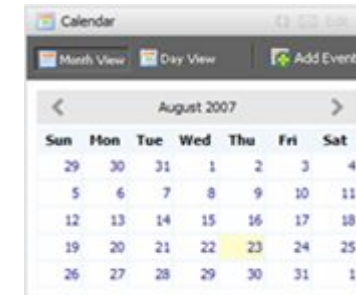 Calendar
Month View Day View Add Event
< August 2007 >
Sun Mon Tue Wed Thu Fri Sat
29 30 31 1 2 3 4
5 6 7 8 9 10 11
12 13 14 15 16 17 18
19 20 21 22 23 24 25
26 27 28 29 30 31 1